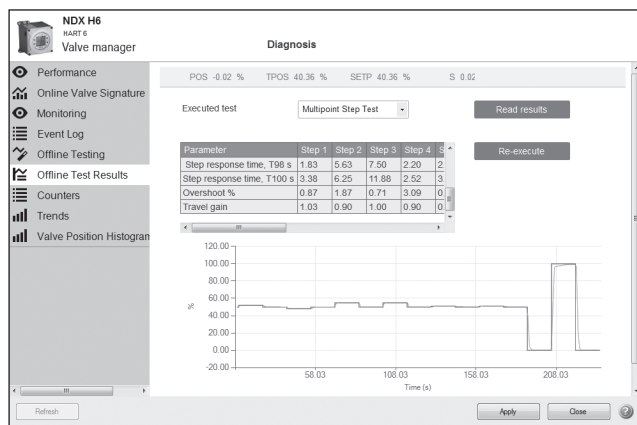 NDX H6
HART 6
Valve manager
Diagnosis
Performance
Online Valve Signature
Monitoring
Event Log
Offline Testing
Offline Test Results
Counters
Trends
Valve Position Histogran
POS -0.02 % TPOS 40.36 % SETP 40.36 % S 0.02
Executed test Multipoint Step Test Read results
Re-execute
Parameter Step 1 Step 2 Step 3 Step 4 S
Step response time, T98 s 1.83 5.63 7.50 2.20 2.
Step response time, T100 s 3.38 6.25 11.88 2.52 3.
Overshoot % 0.87 1.87 0.71 3.09 0.
Travel gain 1.03 0.90 1.00 0.90 0.
120.00
100.00
80.00
60.00
40.00
20.00
0.00
-20.00
%
58.03 108.03 158.03 208.03
Time (s)
Refresh Apply Close ?